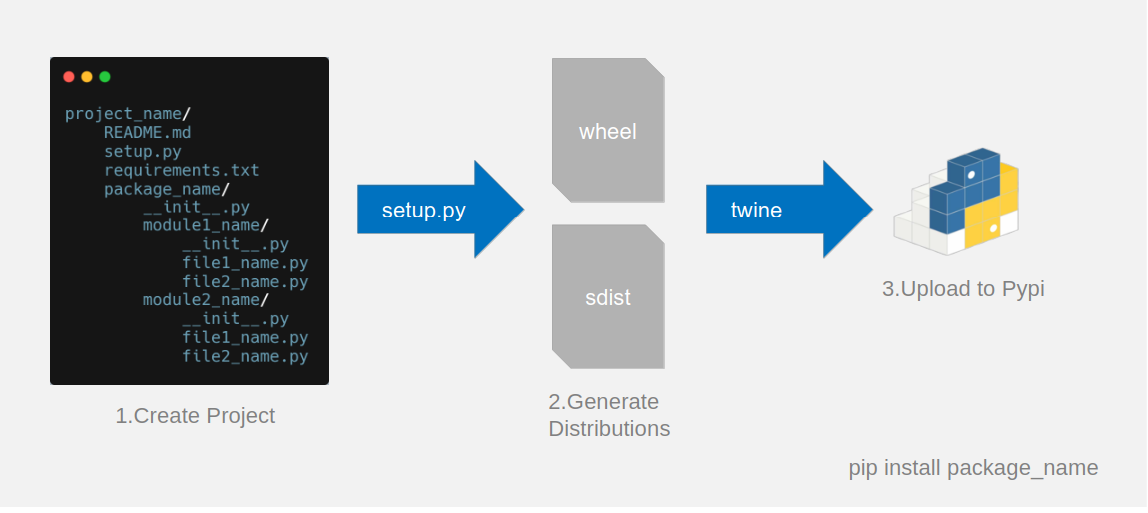 project_name/
README.md
setup.py
requirements.txt
package_name/
__init__.py
module1_name/
__init__.py
file1_name.py
file2_name.py
module2_name/
__init__.py
file1_name.py
file2_name.py
1.Create Project
setup.py
wheel
sdist
2.Generate
Distributions
twine
3.Upload to Pypi
pip install package_name